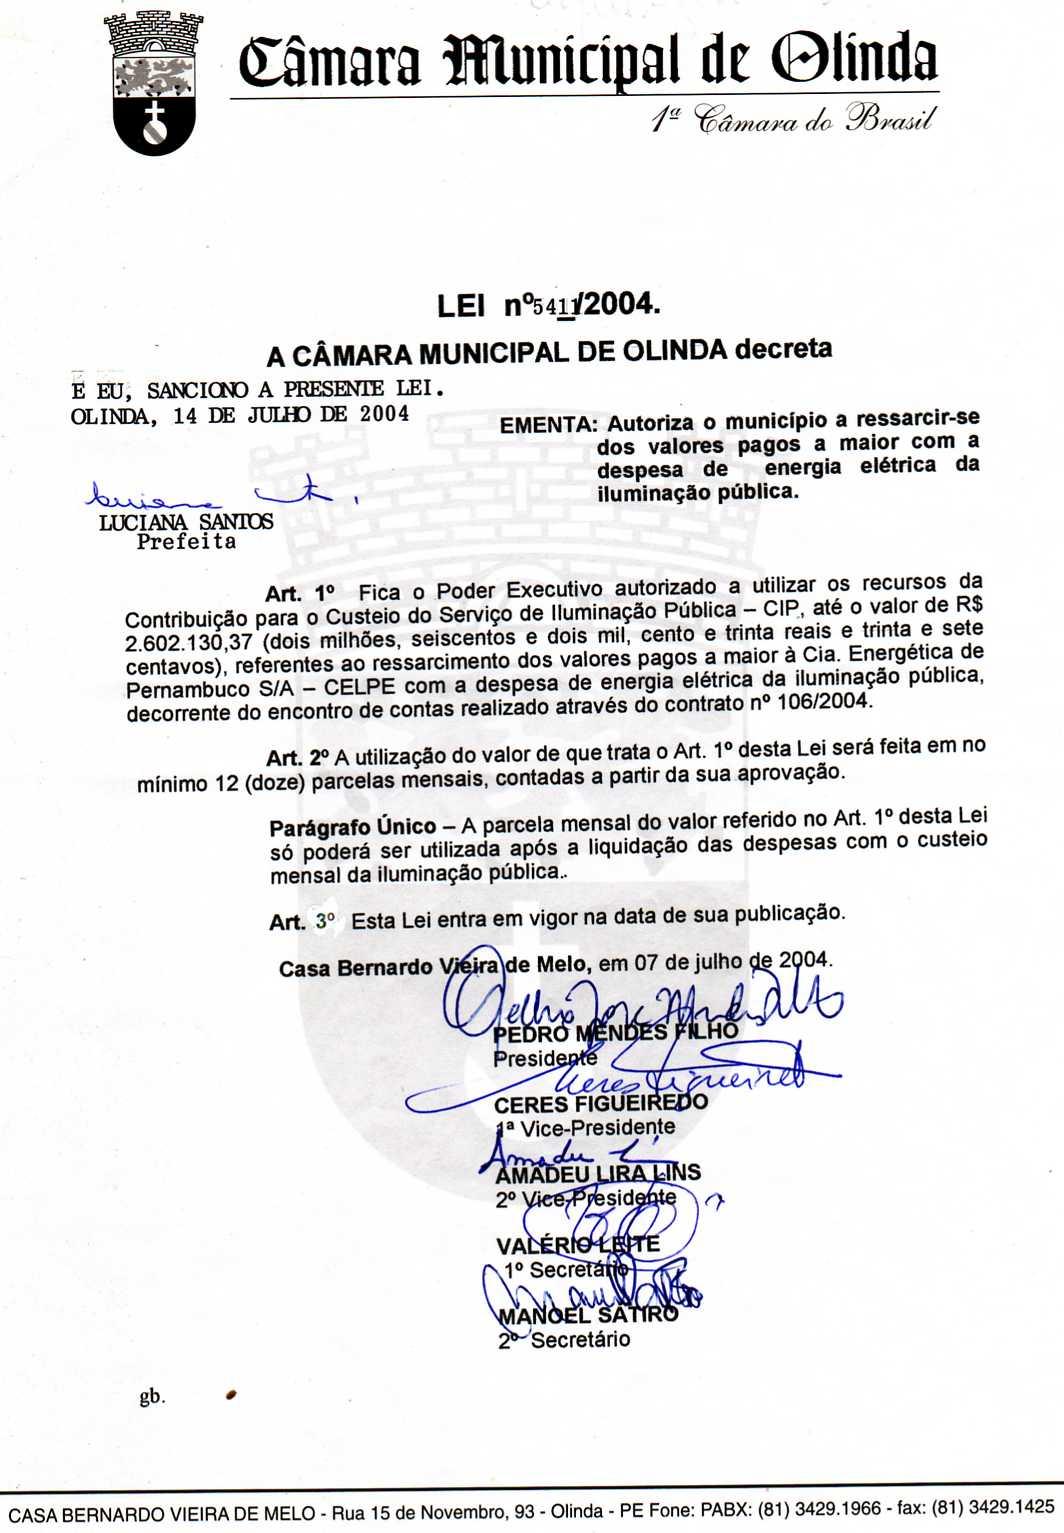 Câmara Municipal de Olinda
1ª Câmara do Brasil
LEI nº5411/2004.
A CÂMARA MUNICIPAL DE OLINDA decreta
E EU, SANCIONO A PRESENTE LEI.
OLINDA, 14 DE JULHO DE 2004
EMENTA: Autoriza o município a ressarcir-se
dos valores pagos a maior com a
despesa de energia elétrica da
iluminação pública.
LUCIANA SANTOS
Prefeita
Art. 1º Fica o Poder Executivo autorizado a utilizar os recursos da
Contribuição para o Custeio do Serviço de Iluminação Pública – CIP, até o valor de R$
2.602.130,37 (dois milhões, seiscentos e dois mil, cento e trinta reais e trinta e sete
centavos), referentes ao ressarcimento dos valores pagos a maior à Cia. Energética de
Pernambuco S/A – CELPE com a despesa de energia elétrica da iluminação pública,
decorrente do encontro de contas realizado através do contrato nº 106/2004.
Art. 2º A utilização do valor de que trata o Art. 1º desta Lei será feita em no
mínimo 12 (doze) parcelas mensais, contadas a partir da sua aprovação.
Parágrafo Único – A parcela mensal do valor referido no Art. 1º desta Lei
só poderá ser utilizada após a liquidação das despesas com o custeio
mensal da iluminação pública..
Art. 3º Esta Lei entra em vigor na data de sua publicação.
Casa Bernardo Vieira de Melo, em 07 de julho de 2004.
PEDRO MENDES FILHO
Presidente
Ceres Figueiredo
CERES FIGUEIREDO
1ª Vice-Presidente
Amadeu
AMADEU LIRA LINS
2º Vice-Presidente
VALÉRIO LEITE
1º Secretário
MANOEL SATIRO
2º Secretário
gb.
CASA BERNARDO VIEIRA DE MELO - Rua 15 de Novembro, 93 - Olinda - PE Fone: PABX: (81) 3429.1966 - fax: (81) 3429.1425